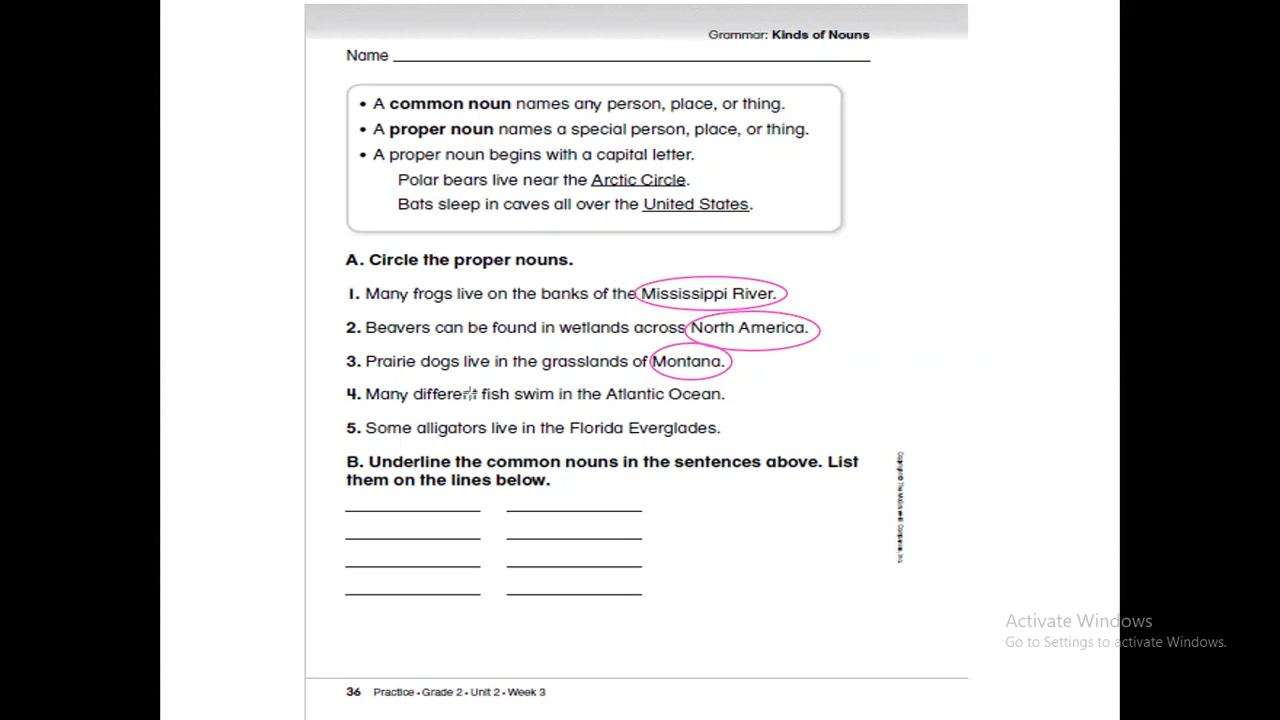 Grammar: Kinds of Nouns
Name
• A common noun names any person, place, or thing.
• A proper noun names a special person, place, or thing.
• A proper noun begins with a capital letter.
Polar bears live near the Arctic Circle.
Bats sleep in caves all over the United States.
A. Circle the proper nouns.
1. Many frogs live on the banks of the Mississippi River.
2. Beavers can be found in wetlands across North America.
3. Prairie dogs live in the grasslands of Montana.
4. Many different fish swim in the Atlantic Ocean.
5. Some alligators live in the Florida Everglades.
B. Underline the common nouns in the sentences above. List
them on the lines below.
36 Practice • Grade 2 • Unit 2 • Week 3
Activate Windows
Go to Settings to activate Windows.